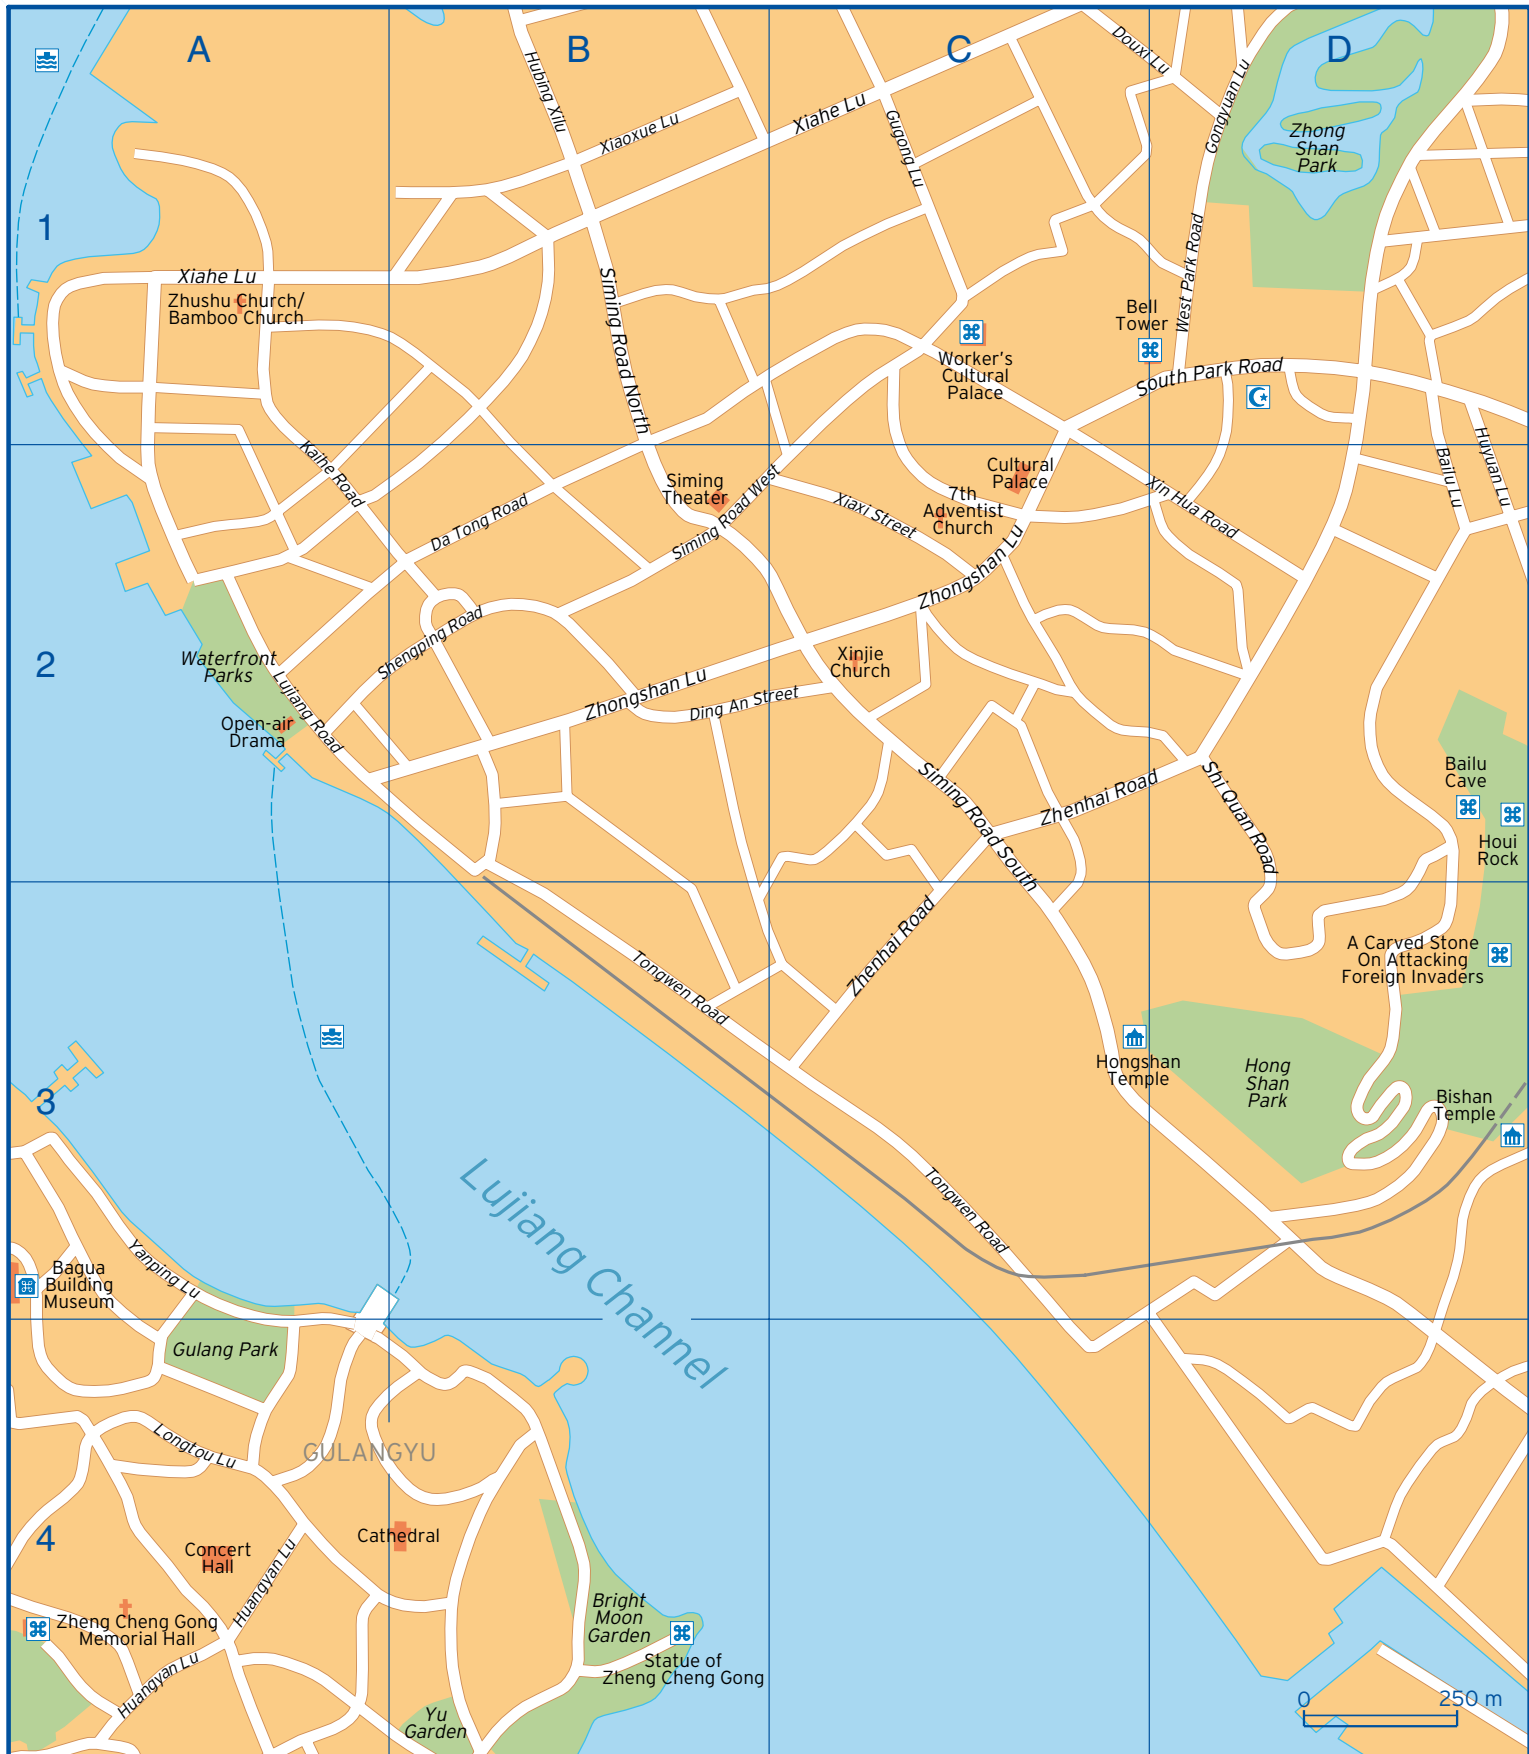 A
B
C
D
Douxi Lu
Hubing Xilu
Xiaoxue Lu
Xiahe Lu
Gugong Lu
Gongyuan Lu
Zhong
Shan
Park
1
Xiahe Lu
Zhushu Church/
Bamboo Church
Siming Road North
West Park Road
Bell
Tower
Worker's
Cultural
Palace
South Park Road
Kaihe Road
Da Tong Road
Siming
Theater
Siming Road West
Xiaxi Street
Cultural
Palace
7th
Adventist
Church
Xin Hua Road
Bailu Lu
Huyuan Lu
Zhongshan Lu
Shengping Road
2
Waterfront
Parks
Lujiang Road
Open-air
Drama
Zhongshan Lu
Ding An Street
Xinjie
Church
Siming Road South
Zhenhai Road
Shi Quan Road
Bailu
Cave
Houi
Rock
Zhenhai Road
Tongwen Road
A Carved Stone
On Attacking
Foreign Invaders
Hongshan
Temple
Hong
Shan
Park
Bishan
Temple
3
Lujiang Channel
Tongwen Road
Yanping Lu
Bagua
Building
Museum
Gulang Park
Longtou Lu
GULANGYU
4
Concert
Hall
Cathedral
Huangyan Lu
Zheng Cheng Gong
Memorial Hall
Huangyan Lu
Bright
Moon
Garden
Statue of
Zheng Cheng Gong
Yu
Garden
0
250 m